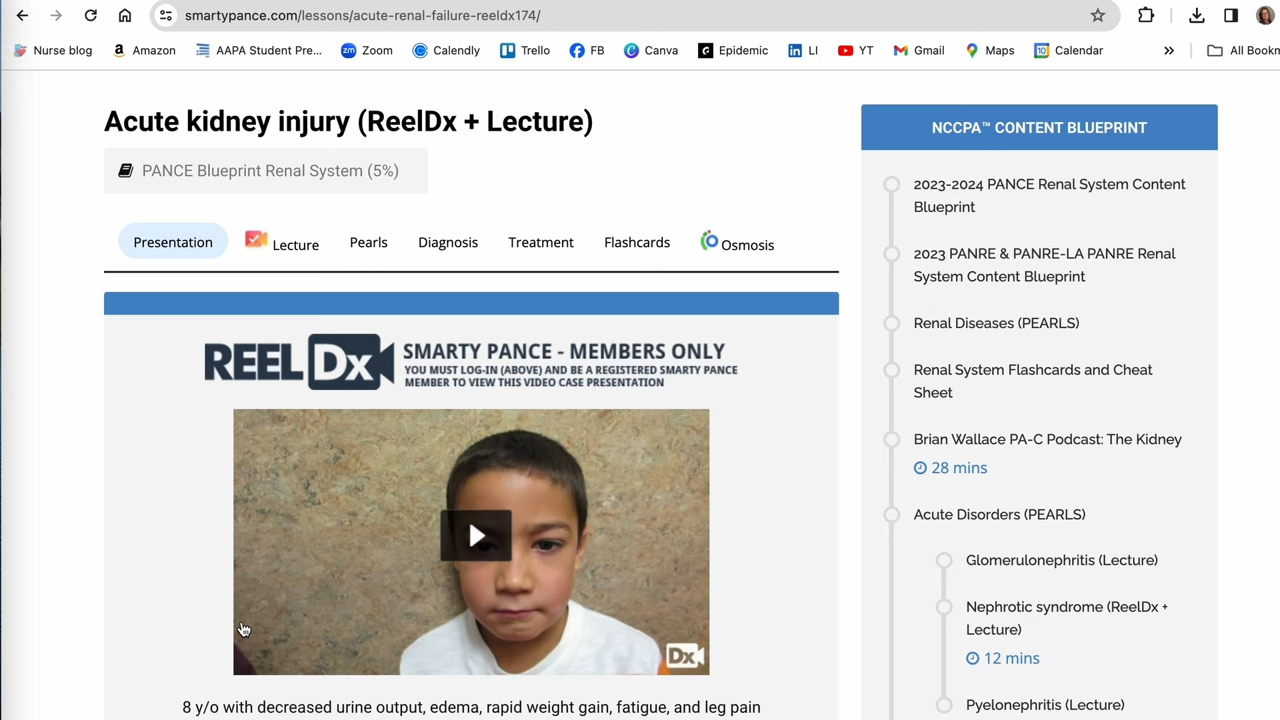 smartypance.com/lessons/acute-renal-failure-reeldx174/
Nurse blog
Amazon
AAPA Student Pre...
zm Zoom
Calendly
Trello
FB
Canva
Epidemic
LI
YT
Gmail
Maps
10 Calendar
»
All Bookm
Acute kidney injury (ReelDx + Lecture)
PANCE Blueprint Renal System (5%)
Presentation
Lecture
Pearls
Diagnosis
Treatment
Flashcards
Osmosis
REEL Dx
SMARTY PANCE - MEMBERS ONLY
YOU MUST LOG-IN (ABOVE) AND BE A REGISTERED SMARTY PANCE
MEMBER TO VIEW THIS VIDEO CASE PRESENTATION
Dx
8 y/o with decreased urine output, edema, rapid weight gain, fatigue, and leg pain
NCCPA™ CONTENT BLUEPRINT
2023-2024 PANCE Renal System Content
Blueprint
2023 PANRE & PANRE-LA PANRE Renal
System Content Blueprint
Renal Diseases (PEARLS)
Renal System Flashcards and Cheat
Sheet
Brian Wallace PA-C Podcast: The Kidney
28 mins
Acute Disorders (PEARLS)
Glomerulonephritis (Lecture)
Nephrotic syndrome (ReelDx +
Lecture)
12 mins
Pyelonephritis (Lecture)